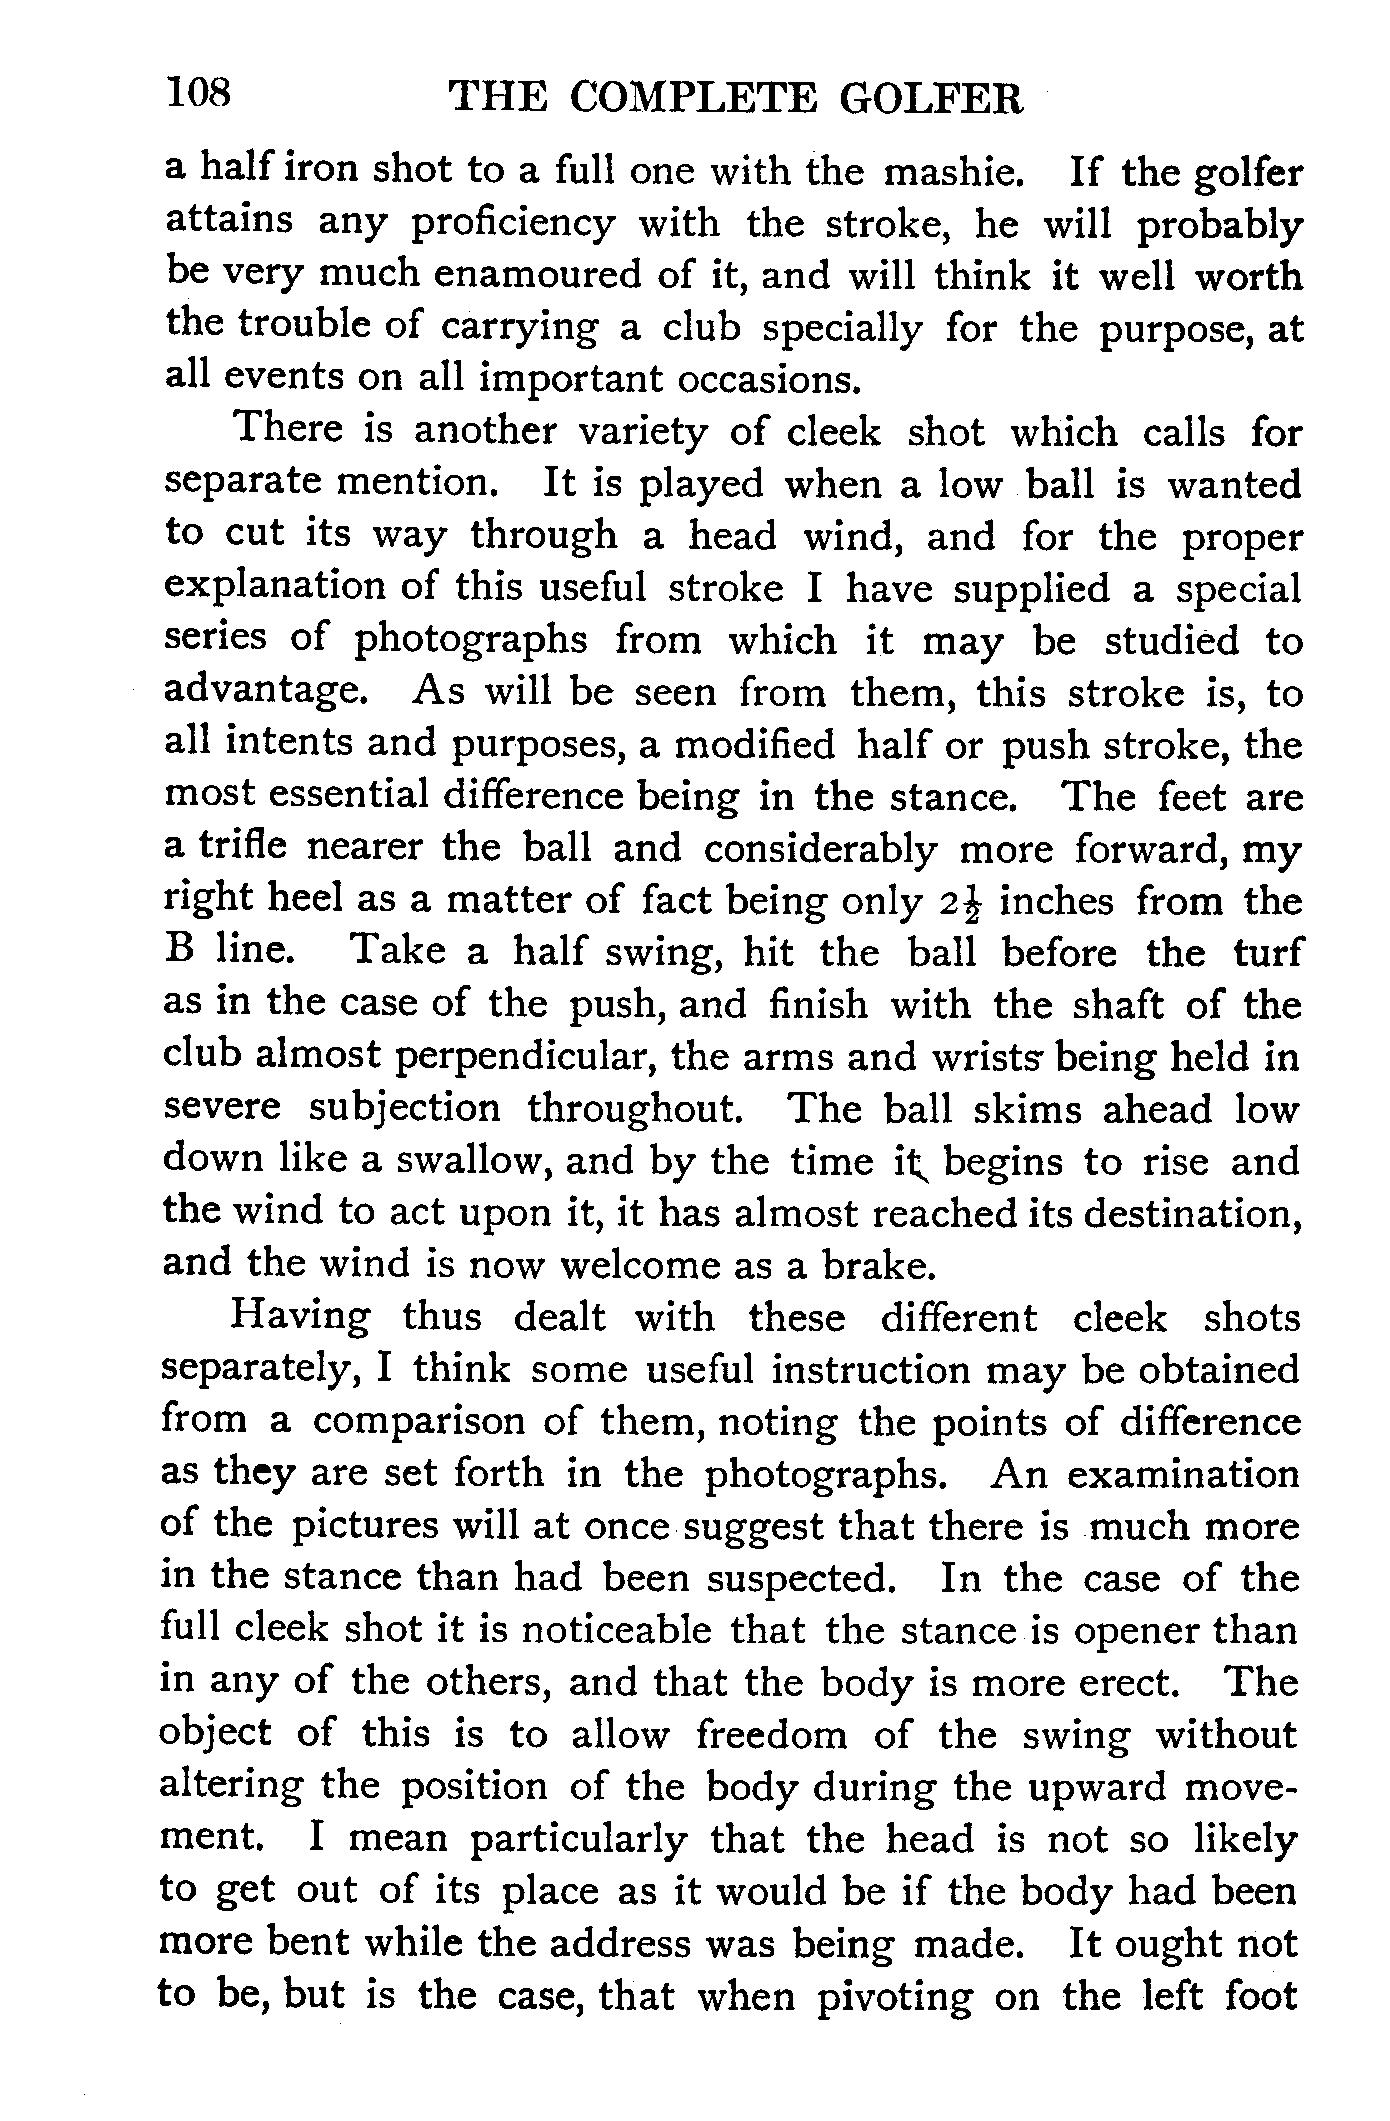 108 THE COMPLETE GOLFER
a half iron shot to a full one with the mashie. If the golfer
attains any proficiency with the stroke, he will probably
be very much enamoured of it, and will think it well worth
the trouble of carrying a club specially for the purpose, at
all events on all important occasions.
There is another variety of cleek shot which calls for
separate mention. It is played when a low ball is wanted
to cut its way through a head wind, and for the proper
explanation of this useful stroke I have supplied a special
series of photographs from which it may be studied to
advantage. As will be seen from them, this stroke is, to
all intents and purposes, a modified half or push stroke, the
most essential difference being in the stance. The feet are
a trifle nearer the ball and considerably more forward, my
right heel as a matter of fact being only 2½ inches from the
B line. Take a half swing, hit the ball before the turf
as in the case of the push, and finish with the shaft of the
club almost perpendicular, the arms and wrists being held in
severe subjection throughout. The ball skims ahead low
down like a swallow, and by the time it begins to rise and
the wind to act upon it, it has almost reached its destination,
and the wind is now welcome as a brake.
Having thus dealt with these different cleek shots
separately, I think some useful instruction may be obtained
from a comparison of them, noting the points of difference
as they are set forth in the photographs. An examination
of the pictures will at once suggest that there is much more
in the stance than had been suspected. In the case of the
full cleek shot it is noticeable that the stance is opener than
in any of the others, and that the body is more erect. The
object of this is to allow freedom of the swing without
altering the position of the body during the upward move-
ment. I mean particularly that the head is not so likely
to get out of its place as it would be if the body had been
more bent while the address was being made. It ought not
to be, but is the case, that when pivoting on the left foot